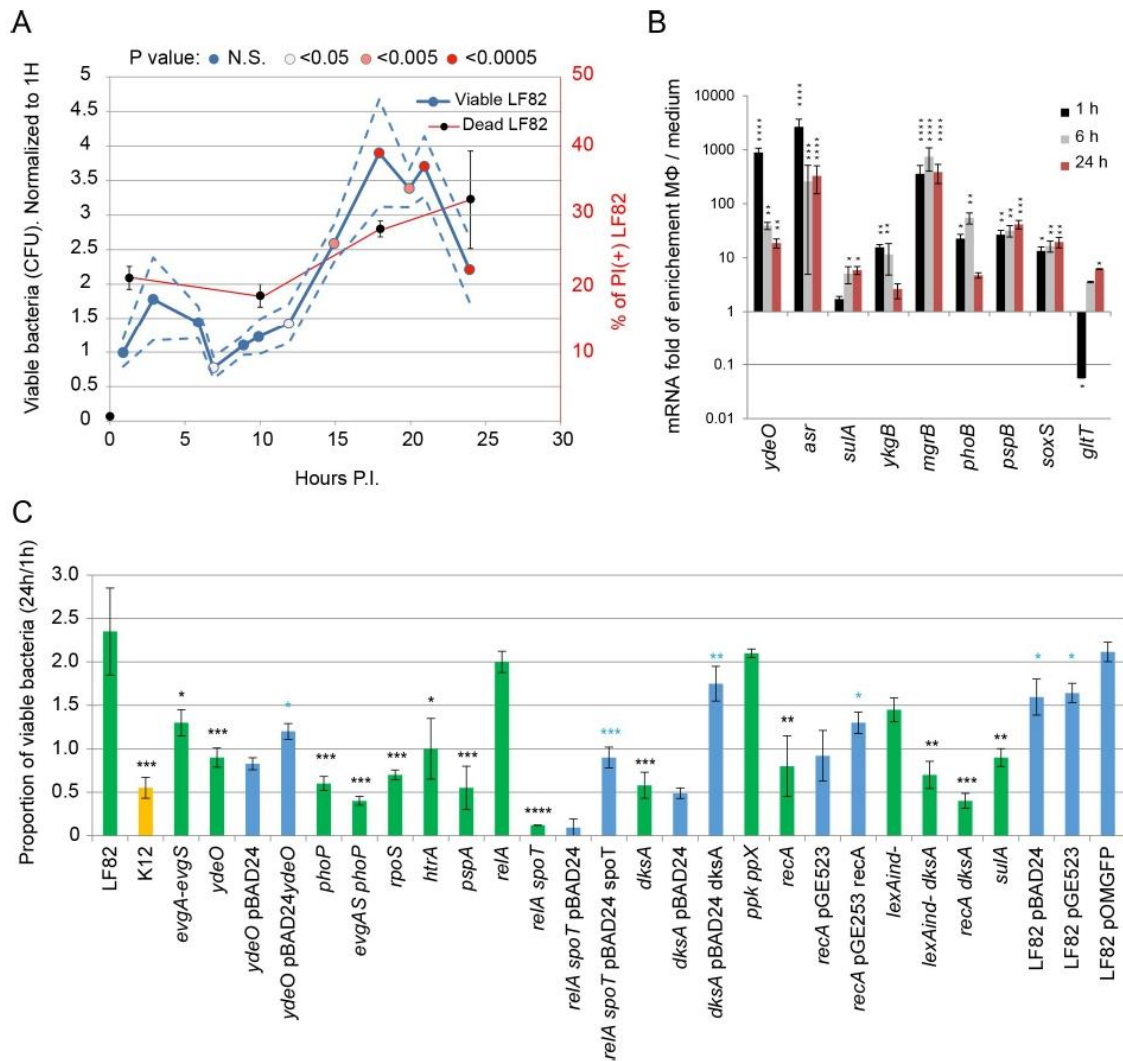 A
P value: N.S. <0.05 <0.005 <0.0005
Viable bacteria (CFU). Normalized to 1H
5
4.5
4
3.5
3
2.5
2
1.5
1
0.5
0
Viable LF82
Dead LF82
50
40
30
20
10
% of PI(+) LF82
0 5 10 15 20 25 30
Hours P.I.
B
mRNA fold of enrichement MΦ / medium
10000
1000
100
10
1
0.1
0.01
1 h
6 h
24 h
**** ** ** **** *** **** * * ** ** **** **** **** * ** ** ** *** * ** ** * *
ydeO asr sulA ykgB mgrB phoB pspB soxS gltT
C
Proportion of viable bacteria (24h/1h)
3.0
2.5
2.0
1.5
1.0
0.5
0
*** * *** * *** *** *** * *** **** *** *** ** ** * ** *** ** * *
LF82
K12
evgA-evgS
ydeO
ydeO pBAD24
ydeO pBAD24ydeO
phoP
evgAS phoP
rpoS
htrA
pspA
relA
relA spoT
relA spoT pBAD24
relA spoT pBAD24 spoT
dksA
dksA pBAD24
dksA pBAD24 dksA
ppk ppX
recA
recA pGE523
recA pGE253 recA
lexAind-
lexAind- dksA
recA dksA
sulA
LF82 pBAD24
LF82 pGE523
LF82 pOMGFP